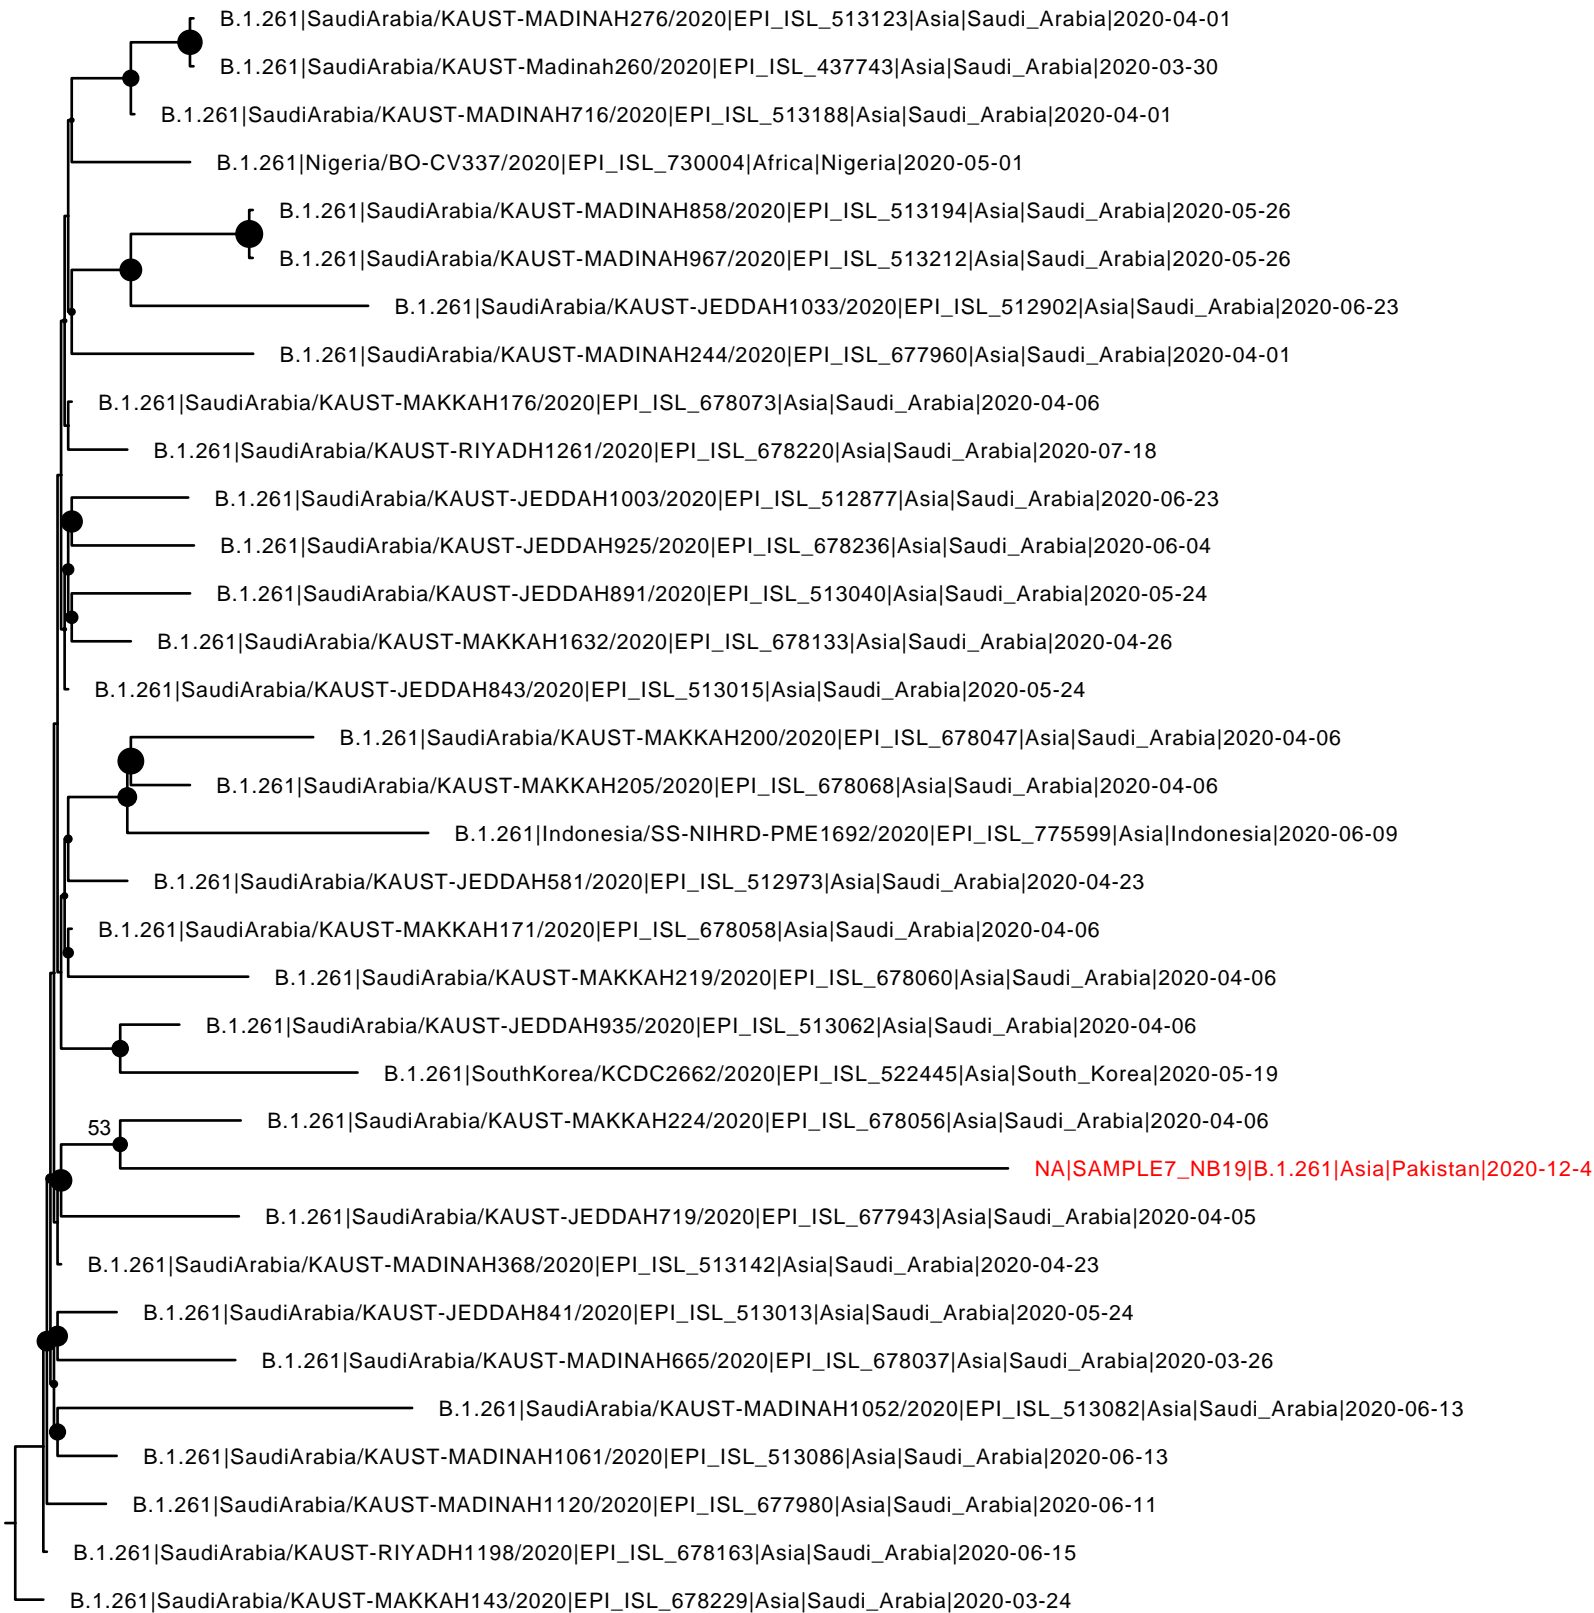 B.1.261|SaudiArabia/KAUST-MADINAH276/2020|EPI_ISL_513123|Asia|Saudi_Arabia|2020-04-01
B.1.261|SaudiArabia/KAUST-Madinah260/2020|EPI_ISL_437743|Asia|Saudi_Arabia|2020-03-30
B.1.261|SaudiArabia/KAUST-MADINAH716/2020|EPI_ISL_513188|Asia|Saudi_Arabia|2020-04-01
B.1.261|Nigeria/BO-CV337/2020|EPI_ISL_730004|Africa|Nigeria|2020-05-01
B.1.261|SaudiArabia/KAUST-MADINAH858/2020|EPI_ISL_513194|Asia|Saudi_Arabia|2020-05-26
B.1.261|SaudiArabia/KAUST-MADINAH967/2020|EPI_ISL_513212|Asia|Saudi_Arabia|2020-05-26
B.1.261|SaudiArabia/KAUST-JEDDAH1033/2020|EPI_ISL_512902|Asia|Saudi_Arabia|2020-06-23
B.1.261|SaudiArabia/KAUST-MADINAH244/2020|EPI_ISL_677960|Asia|Saudi_Arabia|2020-04-01
B.1.261|SaudiArabia/KAUST-MAKKAH176/2020|EPI_ISL_678073|Asia|Saudi_Arabia|2020-04-06
B.1.261|SaudiArabia/KAUST-RIYADH1261/2020|EPI_ISL_678220|Asia|Saudi_Arabia|2020-07-18
B.1.261|SaudiArabia/KAUST-JEDDAH1003/2020|EPI_ISL_512877|Asia|Saudi_Arabia|2020-06-23
B.1.261|SaudiArabia/KAUST-JEDDAH925/2020|EPI_ISL_678236|Asia|Saudi_Arabia|2020-06-04
B.1.261|SaudiArabia/KAUST-JEDDAH891/2020|EPI_ISL_513040|Asia|Saudi_Arabia|2020-05-24
B.1.261|SaudiArabia/KAUST-MAKKAH1632/2020|EPI_ISL_678133|Asia|Saudi_Arabia|2020-04-26
B.1.261|SaudiArabia/KAUST-JEDDAH843/2020|EPI_ISL_513015|Asia|Saudi_Arabia|2020-05-24
B.1.261|SaudiArabia/KAUST-MAKKAH200/2020|EPI_ISL_678047|Asia|Saudi_Arabia|2020-04-06
B.1.261|SaudiArabia/KAUST-MAKKAH205/2020|EPI_ISL_678068|Asia|Saudi_Arabia|2020-04-06
B.1.261|Indonesia/SS-NIHRD-PME1692/2020|EPI_ISL_775599|Asia|Indonesia|2020-06-09
B.1.261|SaudiArabia/KAUST-JEDDAH581/2020|EPI_ISL_512973|Asia|Saudi_Arabia|2020-04-23
B.1.261|SaudiArabia/KAUST-MAKKAH171/2020|EPI_ISL_678058|Asia|Saudi_Arabia|2020-04-06
B.1.261|SaudiArabia/KAUST-MAKKAH219/2020|EPI_ISL_678060|Asia|Saudi_Arabia|2020-04-06
B.1.261|SaudiArabia/KAUST-JEDDAH935/2020|EPI_ISL_513062|Asia|Saudi_Arabia|2020-04-06
B.1.261|SouthKorea/KCDC2662/2020|EPI_ISL_522445|Asia|South_Korea|2020-05-19
B.1.261|SaudiArabia/KAUST-MAKKAH224/2020|EPI_ISL_678056|Asia|Saudi_Arabia|2020-04-06
53
NA|SAMPLE7_NB19|B.1.261|Asia|Pakistan|2020-12-4
B.1.261|SaudiArabia/KAUST-JEDDAH719/2020|EPI_ISL_677943|Asia|Saudi_Arabia|2020-04-05
B.1.261|SaudiArabia/KAUST-MADINAH368/2020|EPI_ISL_513142|Asia|Saudi_Arabia|2020-04-23
B.1.261|SaudiArabia/KAUST-JEDDAH841/2020|EPI_ISL_513013|Asia|Saudi_Arabia|2020-05-24
B.1.261|SaudiArabia/KAUST-MADINAH665/2020|EPI_ISL_678037|Asia|Saudi_Arabia|2020-03-26
B.1.261|SaudiArabia/KAUST-MADINAH1052/2020|EPI_ISL_513082|Asia|Saudi_Arabia|2020-06-13
B.1.261|SaudiArabia/KAUST-MADINAH1061/2020|EPI_ISL_513086|Asia|Saudi_Arabia|2020-06-13
B.1.261|SaudiArabia/KAUST-MADINAH1120/2020|EPI_ISL_677980|Asia|Saudi_Arabia|2020-06-11
B.1.261|SaudiArabia/KAUST-RIYADH1198/2020|EPI_ISL_678163|Asia|Saudi_Arabia|2020-06-15
B.1.261|SaudiArabia/KAUST-MAKKAH143/2020|EPI_ISL_678229|Asia|Saudi_Arabia|2020-03-24